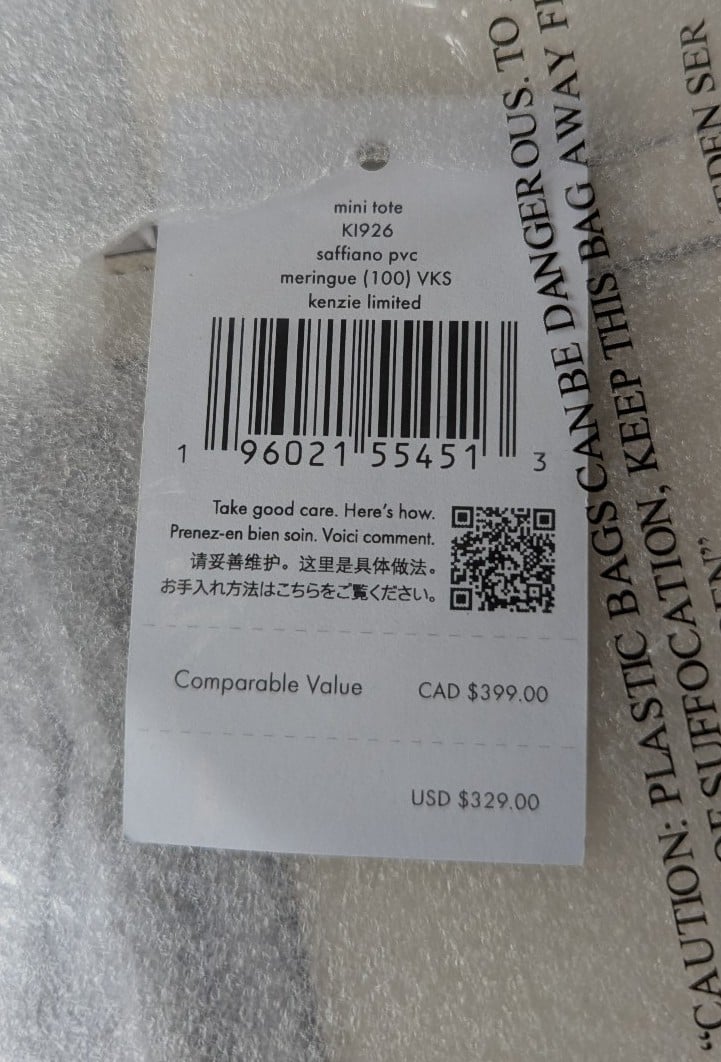 mini tote
KI926
saffiano pvc
meringue (100) VKS
kenzie limited
1 96021 55451 3
Take good care. Here's how.
Prenez-en bien soin. Voici comment.
请妥善维护。这里是具体做法。
お手入れ方法はこちらをご覧ください。
Comparable Value CAD $399.00
USD $329.00
"CAUTION: PLASTIC BAGS CAN BE DANGEROUS. TO
OF SUFFOCATION, KEEP THIS BAG AWAY